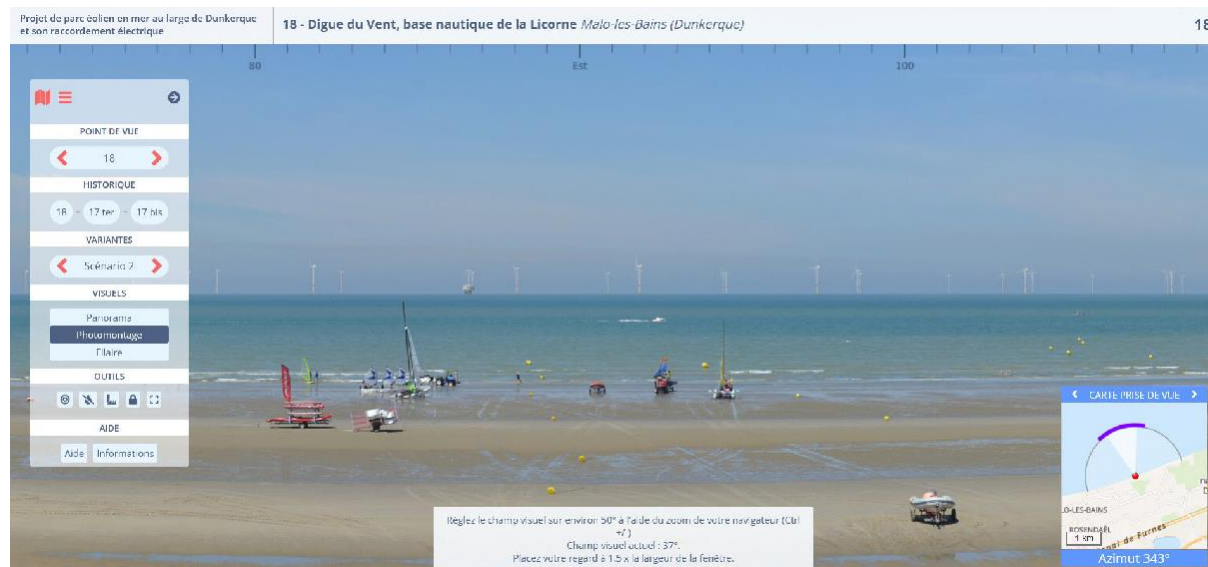 Projet de parc éolien en mer au large de Dunkerque
et son raccordement électrique
18 - Digue du Vent, base nautique de la Licorne Malo-les-Bains (Dunkerque)
18
80
Est
100
POINT DE VUE
18
HISTORIQUE
18 - 17 ter - 17 bis
VARIANTES
Scénario 2
VISUELS
Panorama
Photomontage
Filaire
OUTILS
AIDE
Aide
Informations
Réglez le champ visuel sur environ 50° à l'aide du zoom de votre navigateur (Ctrl
+/-)
Champ visuel actuel : 37°.
Placez votre regard à 1.5 x la largeur de la fenêtre.
CARTE PRISE DE VUE
LO-LES-BAINS
ROSENDAËL
1 km
de Furnes
Azimut 343°